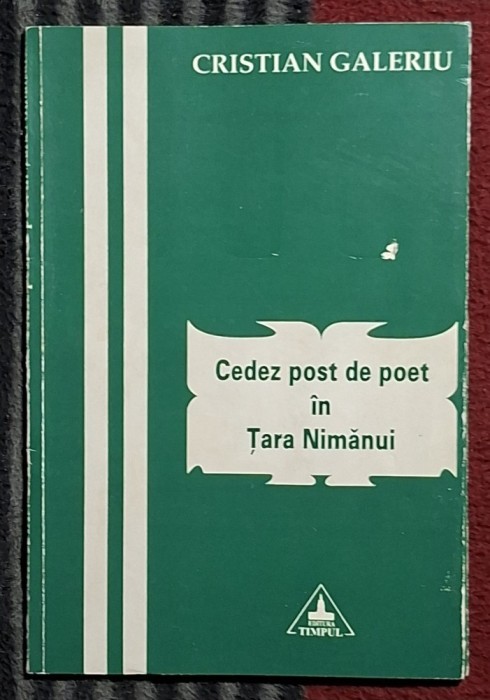 CRISTIAN GALERIU
Cedez post de poet
în
Țara Nimănui
EDITURA
TIMPUL